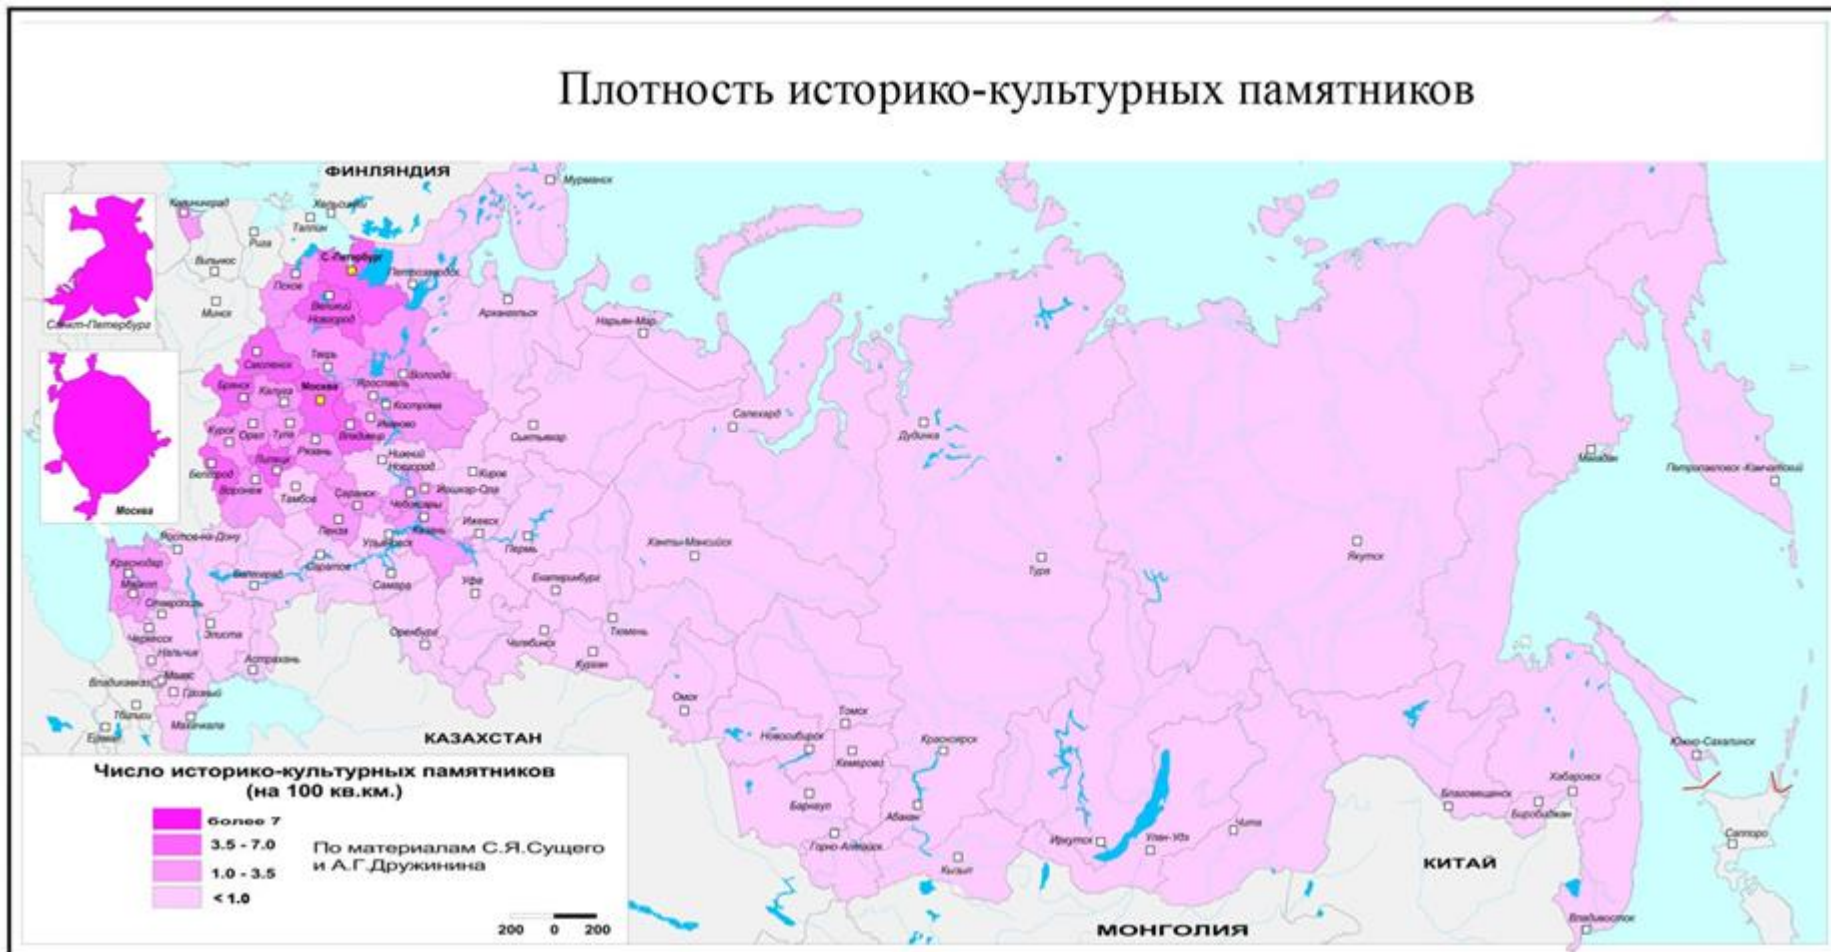 Плотность историко-культурных памятников
ФИНЛЯНДИЯ
Мурманск
Калининград
Хельсинки
Таллин
Рига
Вильнюс
С.-Петербург
Псков
Петрозаводск
Минск
Великий
Новгород
Архангельск
Нарьян-Мар
Санкт-Петербург
Смоленск
Тверь
Вологда
Брянск
Калуга
Москва
Ярославль
Кострома
Иваново
Владимир
Курск
Орел
Тула
Рязань
Сыктывкар
Салехард
Дудинка
Магадан
Петропавловск-Камчатский
Белгород
Липецк
Нижний
Новгород
Киров
Воронеж
Тамбов
Саранск
Йошкар-Ола
Чебоксары
Москва
Пенза
Казань
Ижевск
Пермь
Ульяновск
Ростов-на-Дону
Ханты-Мансийск
Тура
Якутск
Краснодар
Майкоп
Волгоград
Саратов
Самара
Уфа
Екатеринбург
Ставрополь
Черкесск
Элиста
Оренбург
Челябинск
Тюмень
Курган
Нальчик
Астрахань
Владикавказ
Магас
Грозный
Тбилиси
Махачкала
Ереван
КАЗАХСТАН
Омск
Томск
Новосибирск
Кемерово
Красноярск
Барнаул
Абакан
Горно-Алтайск
Кызыл
Иркутск
Улан-Удэ
Чита
Благовещенск
Биробиджан
Хабаровск
Южно-Сахалинск
Саппоро
КИТАЙ
Владивосток
МОНГОЛИЯ
Число историко-культурных памятников
(на 100 кв.км.)
более 7
3.5 - 7.0
1.0 - 3.5
< 1.0
По материалам С.Я.Сущего
и А.Г.Дружинина
200 0 200